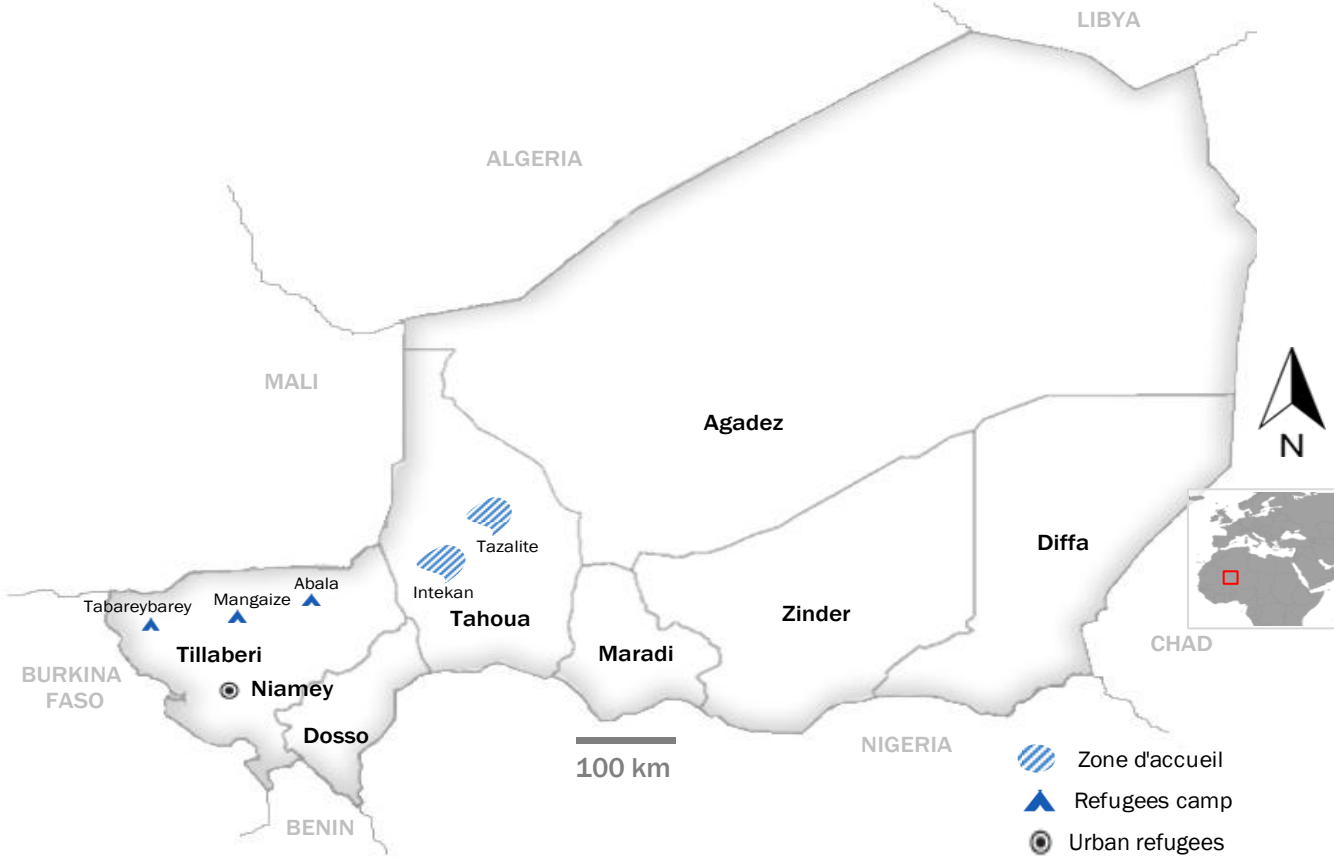 LIBYA
ALGERIA
MALI
Agadez
N
Tazalite
Diffa
Intekan
Abala
Mangaize
Tabareybarey
Tahoua
Zinder
CHAD
Tillaberi
Maradi
BURKINA
FASO
Niamey
Dosso
NIGERIA
100 km
BENIN
Zone d'accueil
Refugees camp
Urban refugees